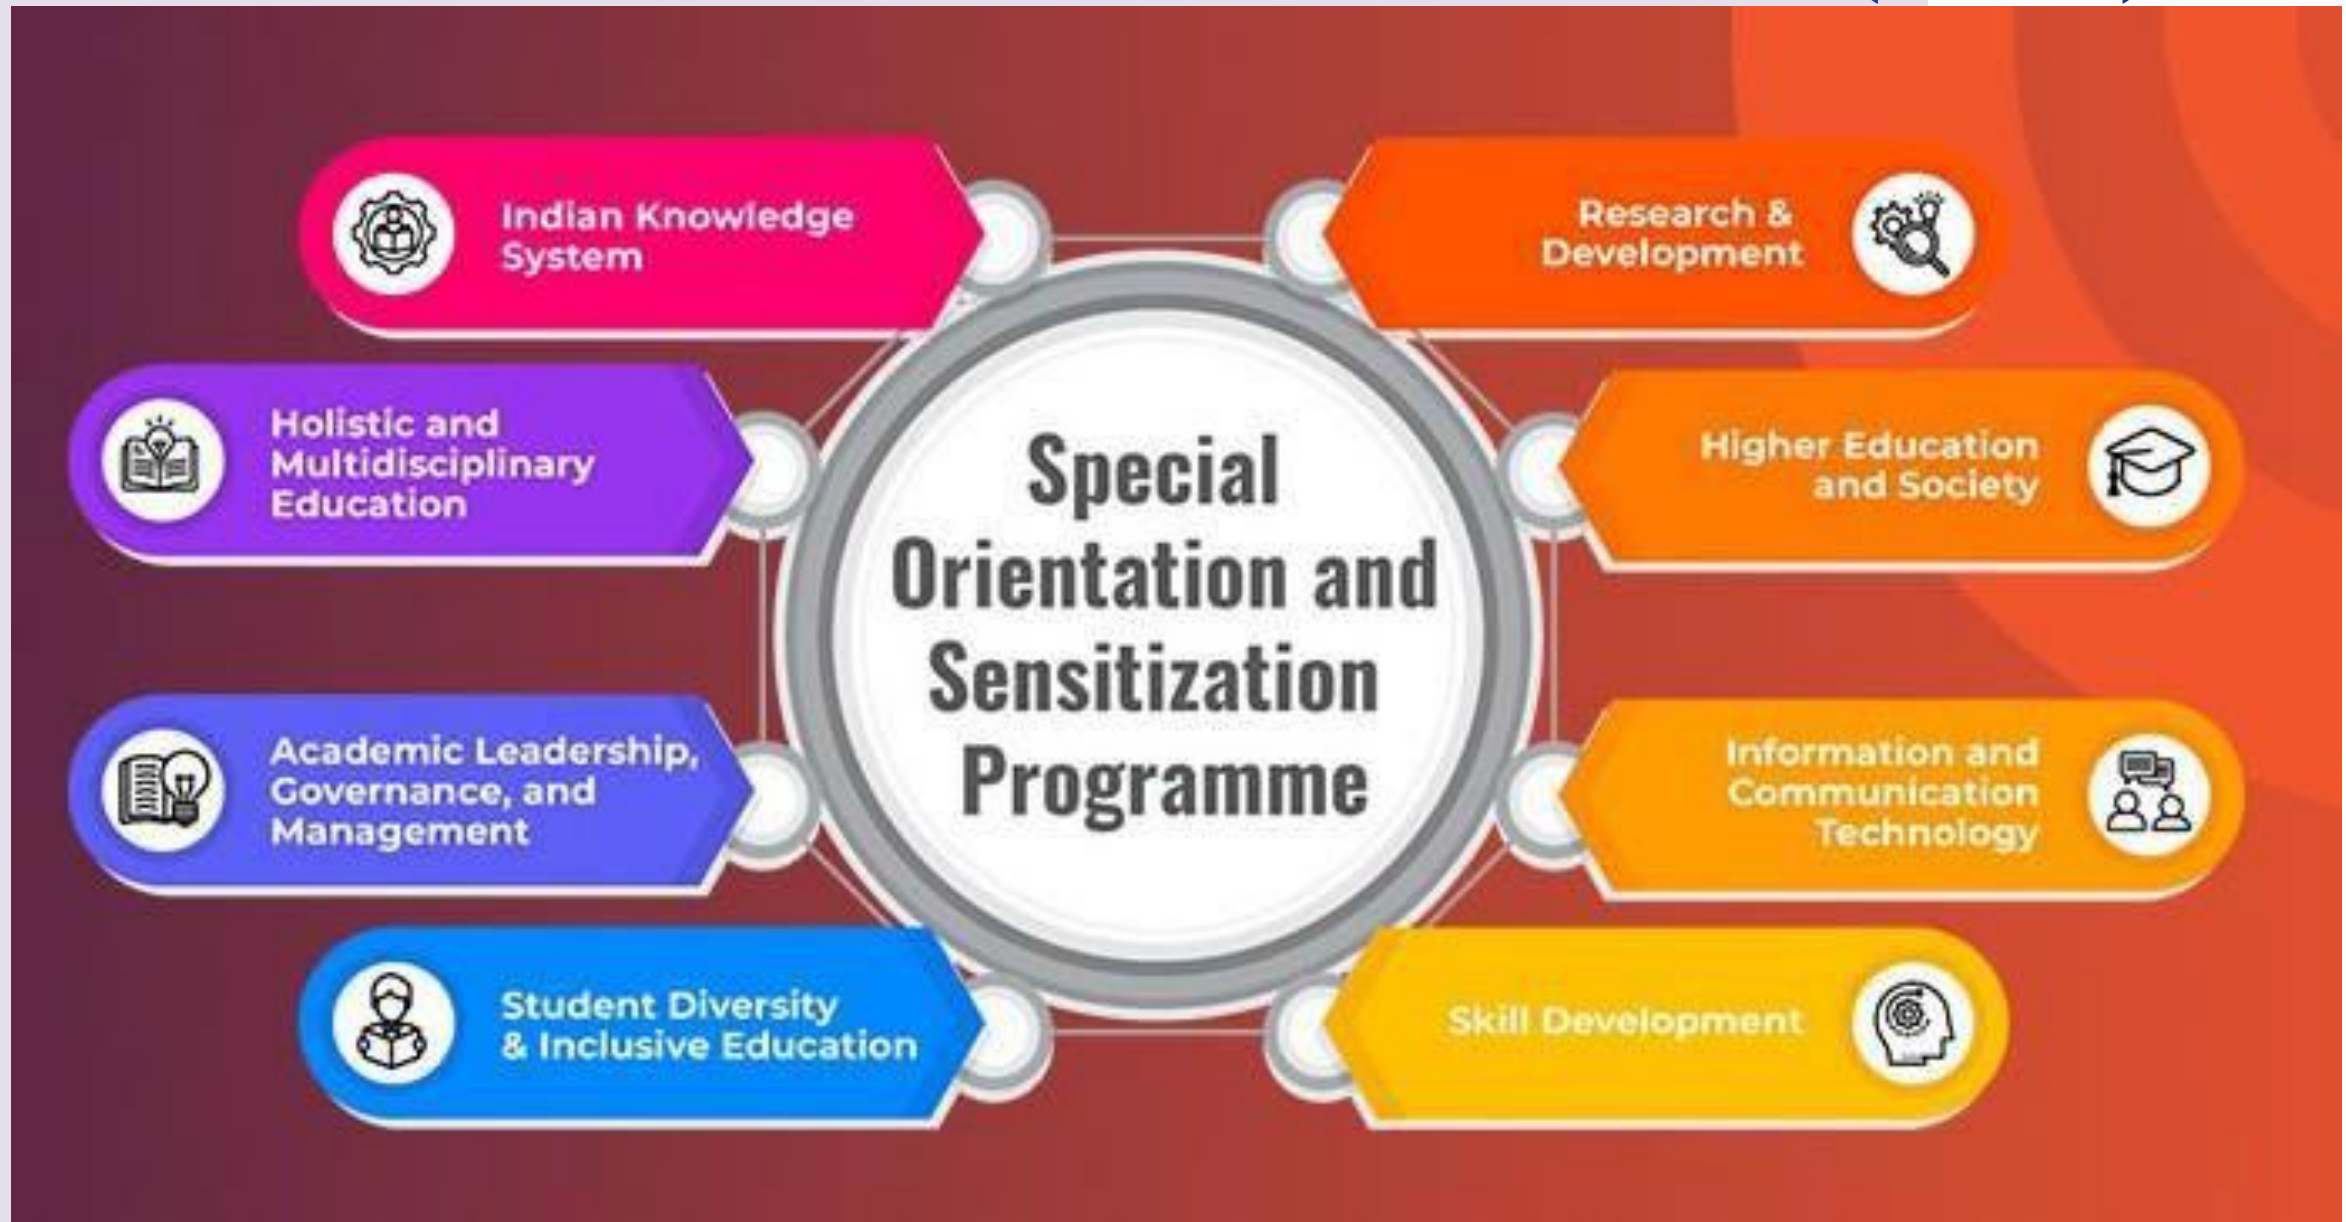 Indian Knowledge
System
Holistic and
Multidisciplinary
Education
Academic Leadership,
Governance, and
Management
Student Diversity
& Inclusive Education
Special
Orientation and
Sensitization
Programme
Research &
Development
Higher Education
and Society
Information and
Communication
Technology
Skill Development